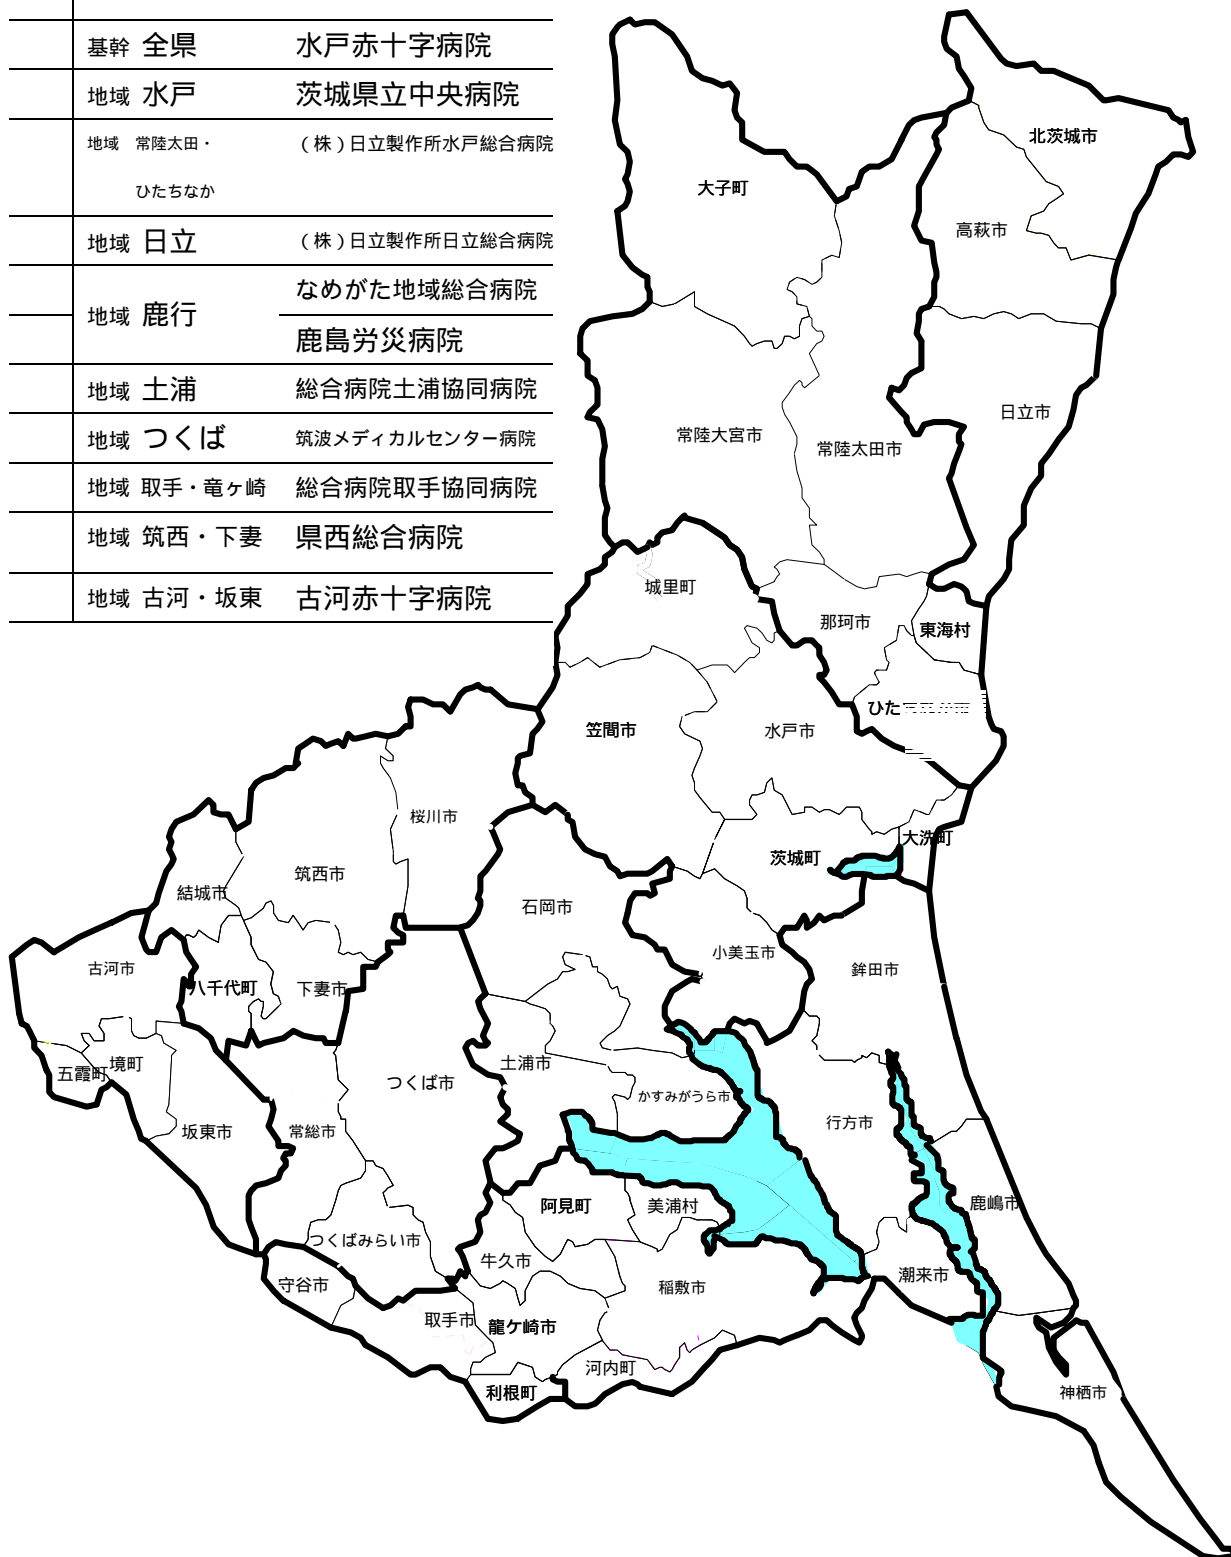 基幹 全県 水戸赤十字病院
地域 水戸 茨城県立中央病院
地域 常陸太田・ (株)日立製作所水戸総合病院
ひたちなか
地域 日立 (株)日立製作所日立総合病院
なめがた地域総合病院
地域 鹿行
鹿島労災病院
地域 土浦 総合病院土浦協同病院
地域 つくば 筑波メディカルセンター病院
地域 取手・竜ヶ崎 総合病院取手協同病院
地域 筑西・下妻 県西総合病院
地域 古河・坂東 古河赤十字病院
北茨城市
大子町
高萩市
日立市
常陸大宮市
常陸太田市
城里町
那珂市
東海村
ひた
笠間市
水戸市
桜川市
大洗町
茨城町
筑西市
結城市
石岡市
小美玉市
鉾田市
古河市
八千代町
下妻市
五霞町
境町
土浦市
つくば市
かすみがうら市
行方市
坂東市
常総市
阿見町
美浦村
鹿嶋市
つくばみらい市
牛久市
守谷市
稲敷市
潮来市
取手市
龍ケ崎市
河内町
利根町
神栖市